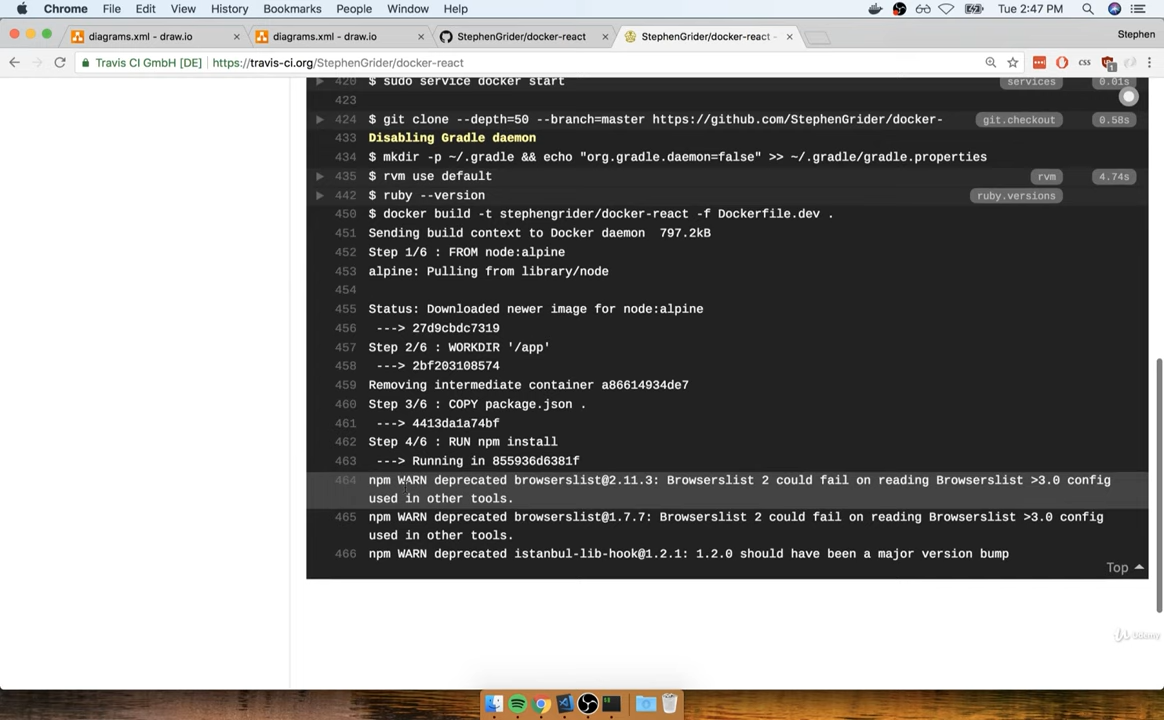 Chrome File Edit View History Bookmarks People Window Help Tue 2:47 PM
diagrams.xml - draw.io diagrams.xml - draw.io StephenGrider/docker-react StephenGrider/docker-react - Stephen
Travis CI GmbH [DE] https://travis-ci.org/StephenGrider/docker-react CSS 1
420 $ sudo service docker start services 0.01s
423
424 $ git clone --depth=50 --branch=master https://github.com/StephenGrider/docker- git.checkout 0.58s
433 Disabling Gradle daemon
434 $ mkdir -p ~/.gradle && echo "org.gradle.daemon=false" >> ~/.gradle/gradle.properties
435 $ rvm use default rvm 4.74s
442 $ ruby --version ruby.versions
450 $ docker build -t stephengrider/docker-react -f Dockerfile.dev .
451 Sending build context to Docker daemon 797.2kB
452 Step 1/6 : FROM node:alpine
453 alpine: Pulling from library/node
454
455 Status: Downloaded newer image for node:alpine
456 ---> 27d9cbdc7319
457 Step 2/6 : WORKDIR '/app'
458 ---> 2bf203108574
459 Removing intermediate container a86614934de7
460 Step 3/6 : COPY package.json .
461 ---> 4413da1a74bf
462 Step 4/6 : RUN npm install
463 ---> Running in 855936d6381f
464 npm WARN deprecated browserslist@2.11.3: Browserslist 2 could fail on reading Browserslist >3.0 config
used in other tools.
465 npm WARN deprecated browserslist@1.7.7: Browserslist 2 could fail on reading Browserslist >3.0 config
used in other tools.
466 npm WARN deprecated istanbul-lib-hook@1.2.1: 1.2.0 should have been a major version bump
Top
Udemy